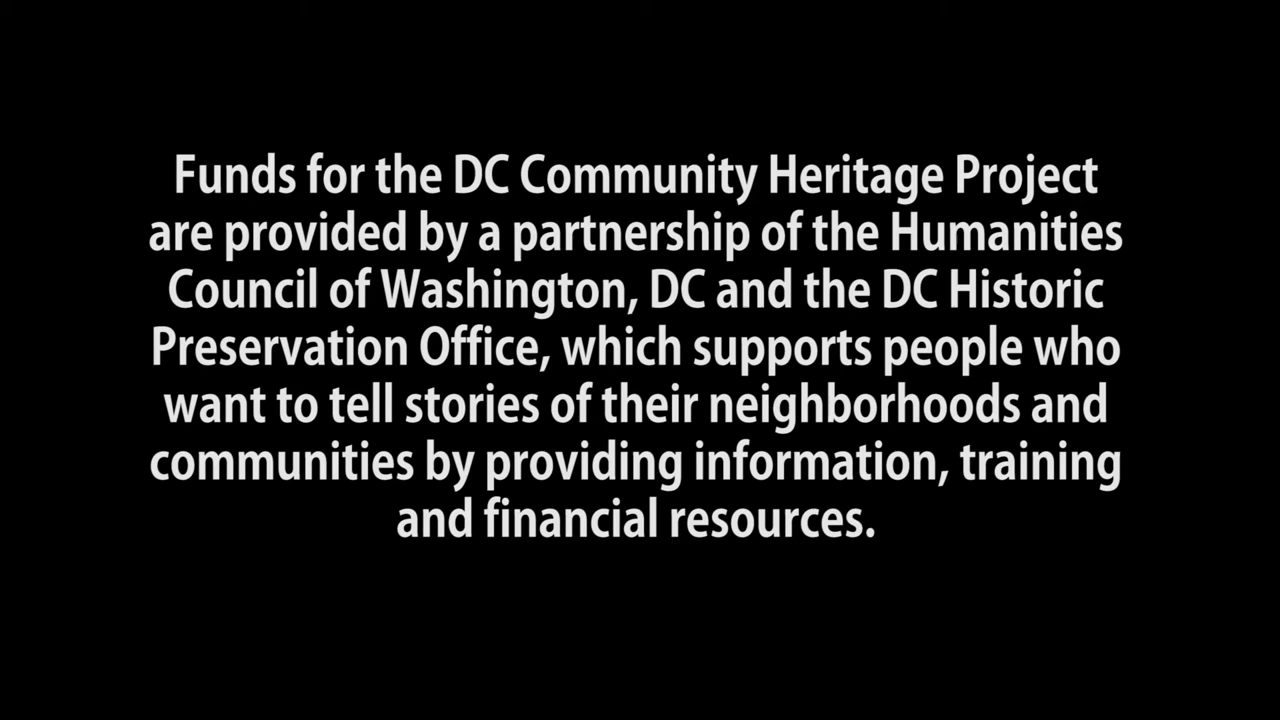 Funds for the DC Community Heritage Project
are provided by a partnership of the Humanities
Council of Washington, DC and the DC Historic
Preservation Office, which supports people who
want to tell stories of their neighborhoods and
communities by providing information, training
and financial resources.